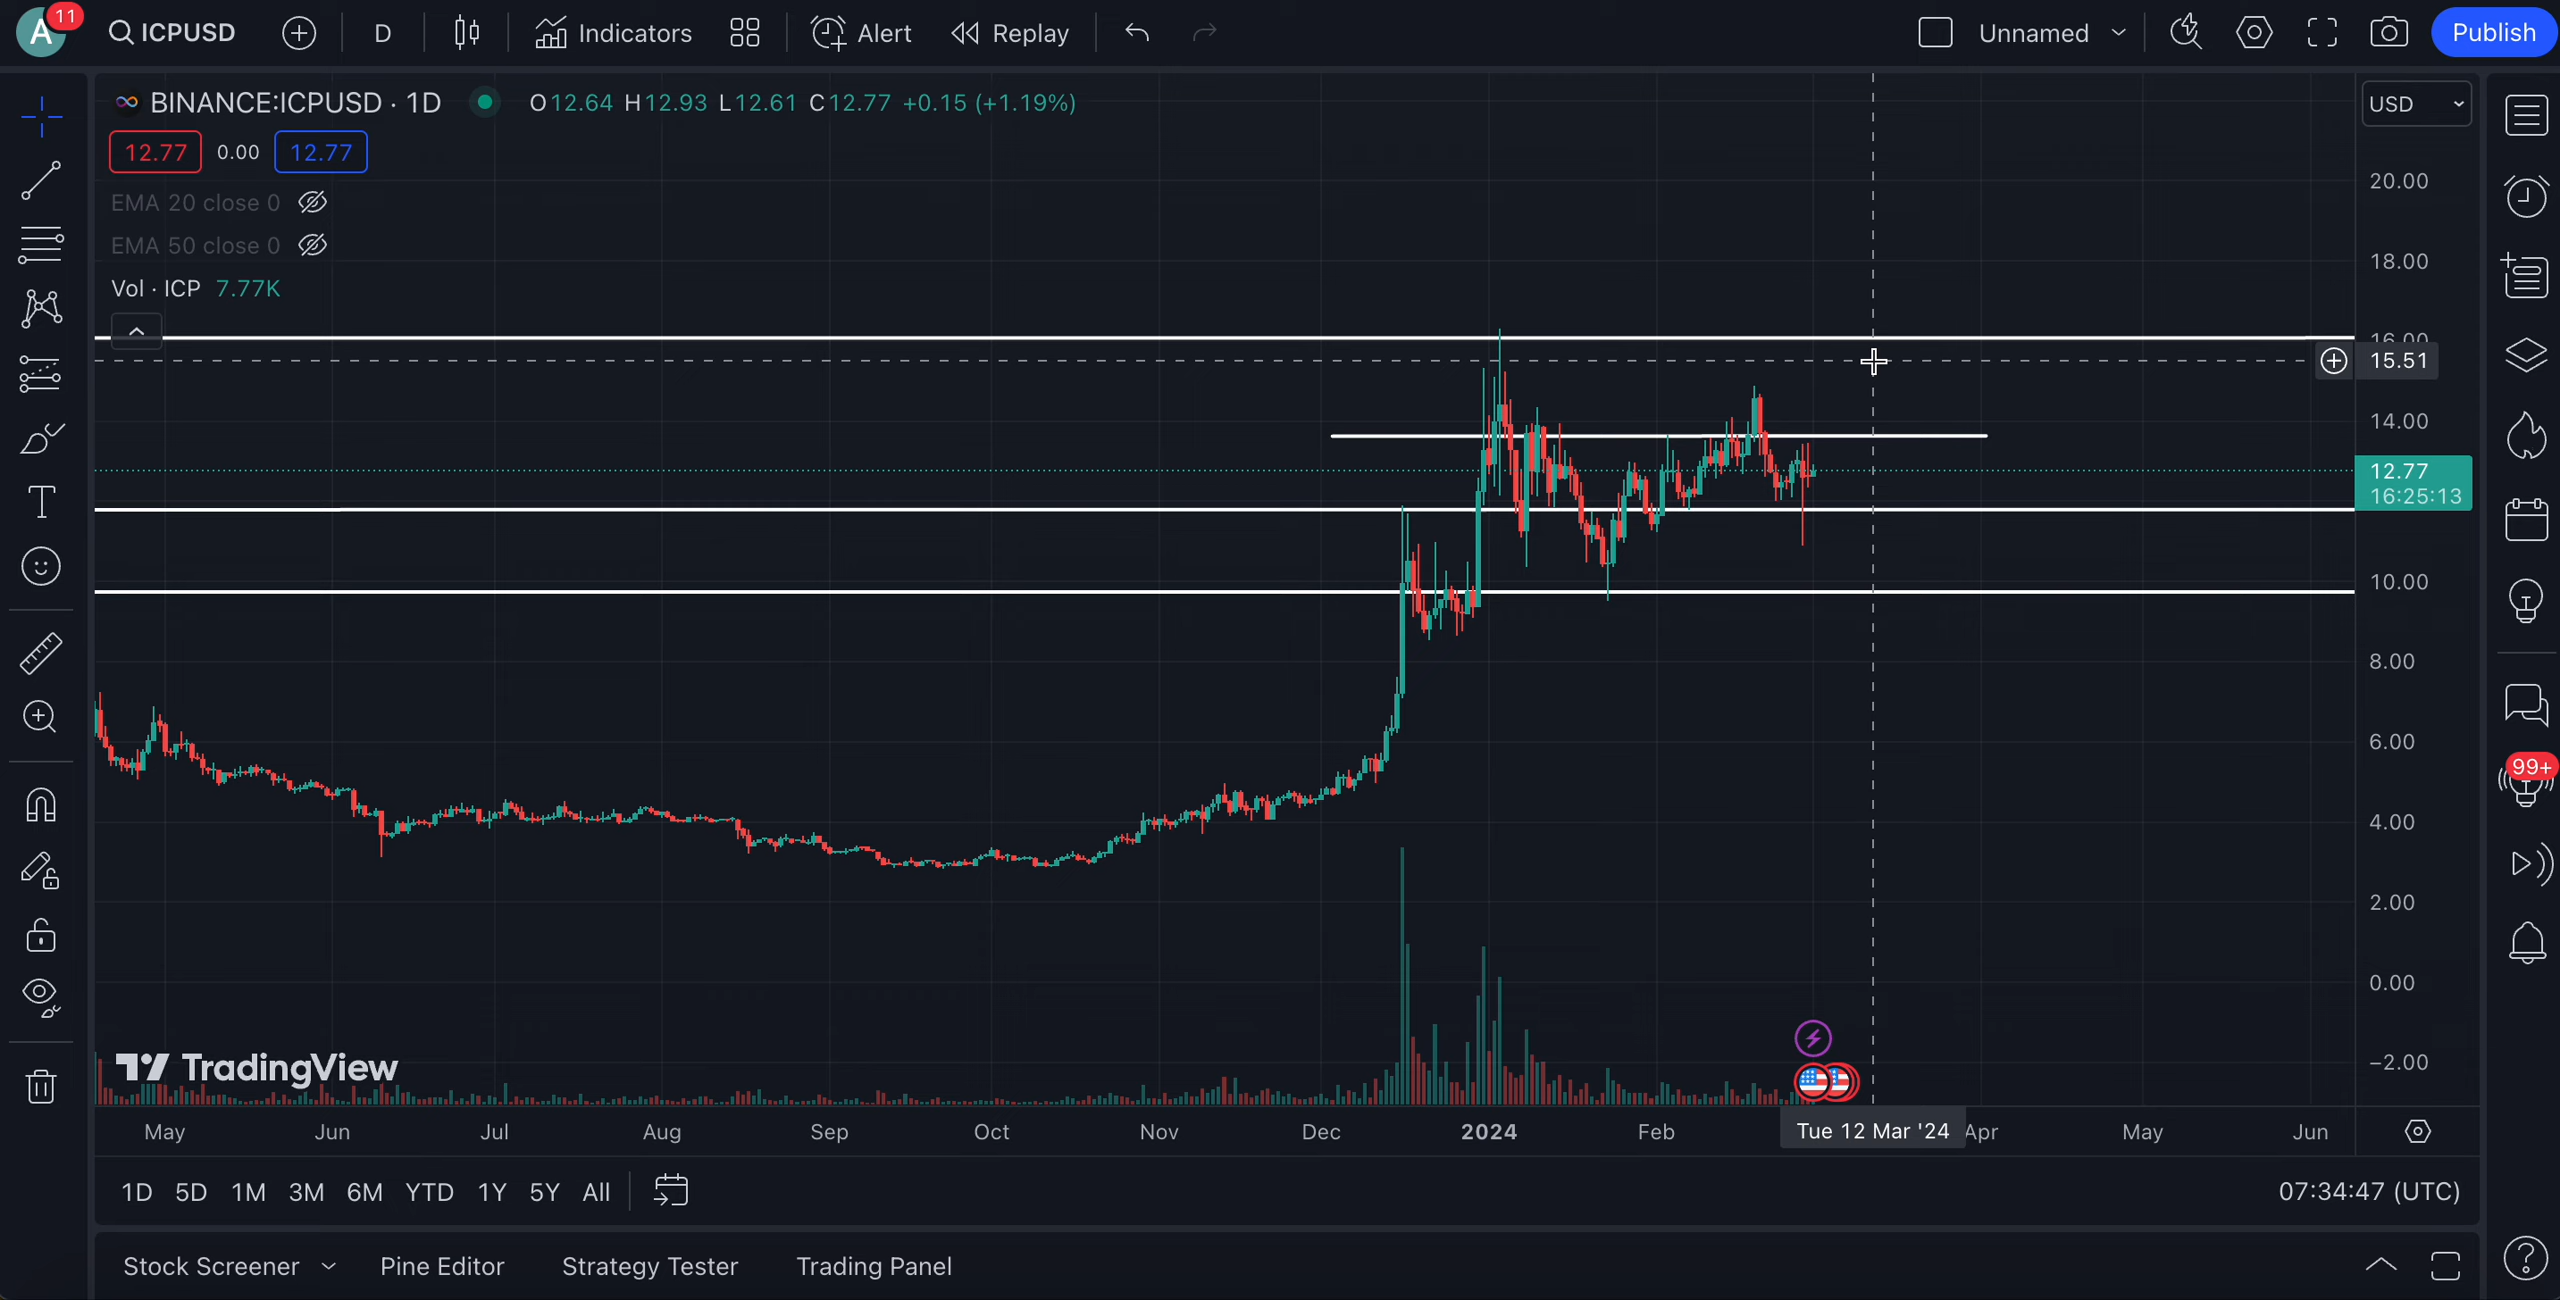 A 11 ICPUSD D Indicators Alert Replay Unnamed Publish
BINANCE:ICPUSD · 1D O12.64 H12.93 L12.61 C12.77 +0.15 (+1.19%)
USD
12.77 0.00 12.77
EMA 20 close 0
EMA 50 close 0
Vol · ICP 7.77K
20.00
18.00
16.00
15.51
14.00
12.77
16:25:13
10.00
8.00
6.00
4.00
2.00
0.00
−2.00
99+
TradingView
May Jun Jul Aug Sep Oct Nov Dec 2024 Feb Tue 12 Mar '24 Apr May Jun
1D 5D 1M 3M 6M YTD 1Y 5Y All 07:34:47 (UTC)
Stock Screener Pine Editor Strategy Tester Trading Panel